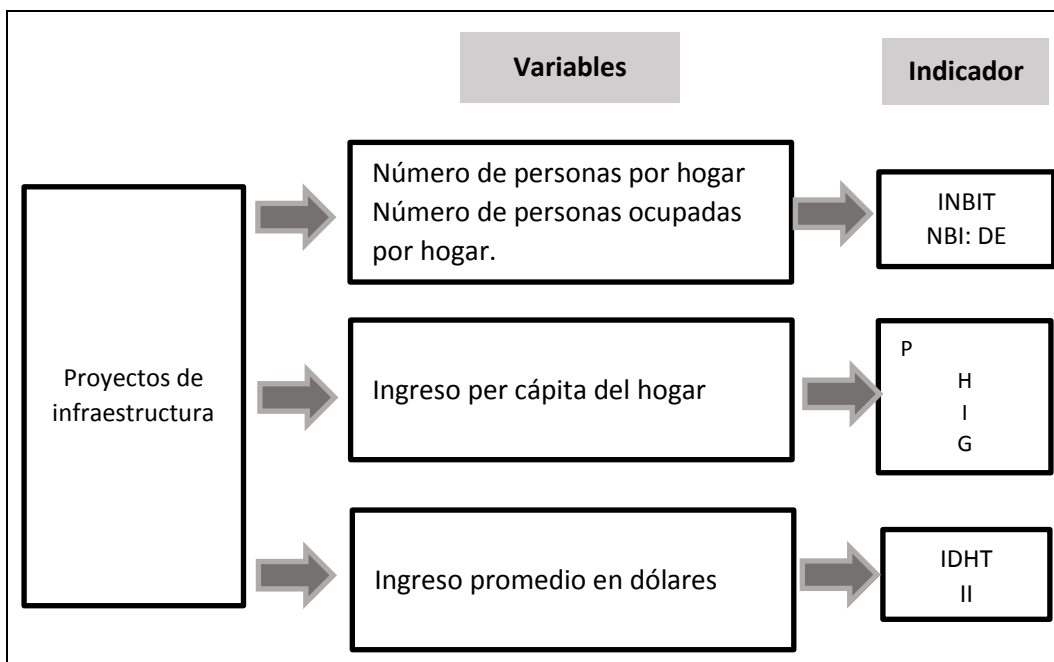 Variables
Indicador
Proyectos de
infraestructura
Número de personas por hogar
Número de personas ocupadas
por hogar.
INBIT
NBI: DE
Ingreso per cápita del hogar
P
H
I
G
Ingreso promedio en dólares
IDHT
II